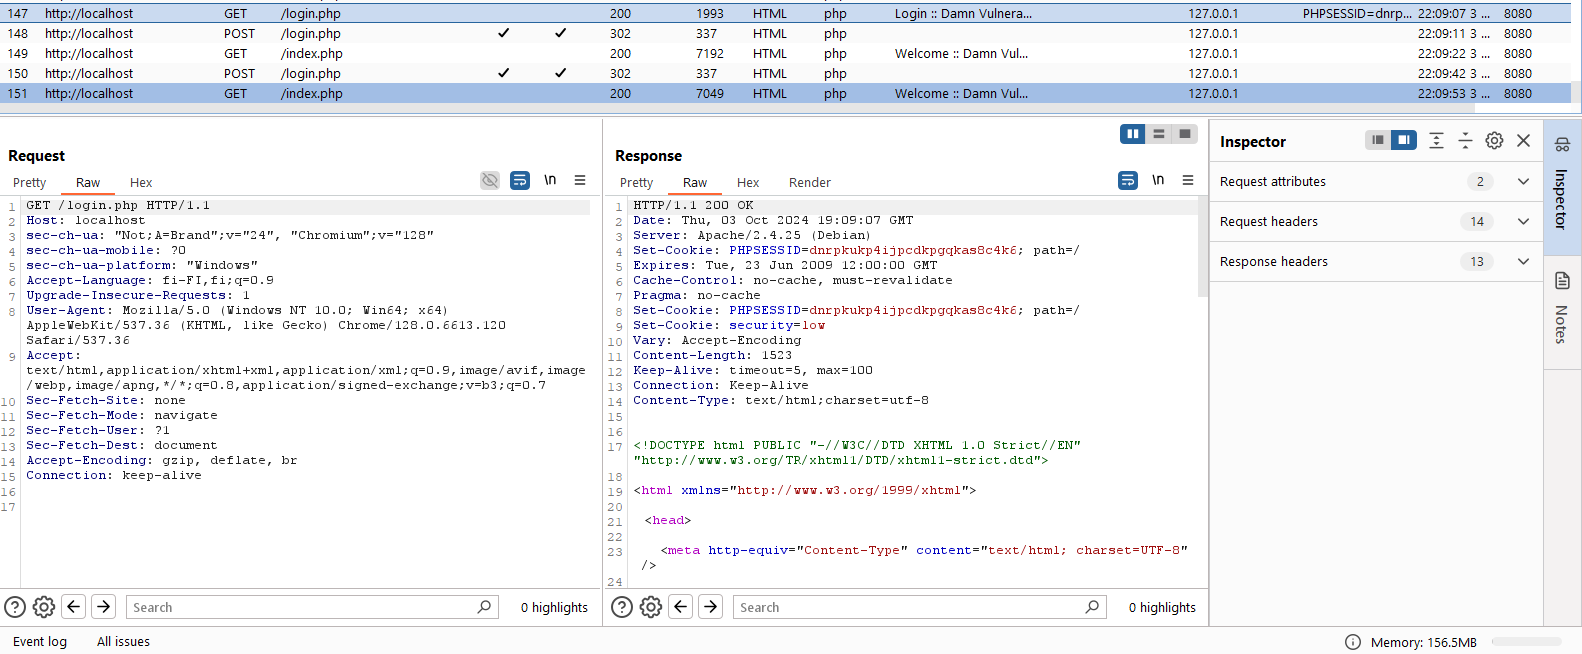 147 http://localhost GET /login.php 200 1993 HTML php Login :: Damn Vulnera... 127.0.0.1 PHPSESSID=dnrp... 22:09:07 3 ... 8080
148 http://localhost POST /login.php ✓ ✓ 302 337 HTML php 127.0.0.1 22:09:11 3 ... 8080
149 http://localhost GET /index.php 200 7192 HTML php Welcome :: Damn Vul... 127.0.0.1 22:09:22 3 ... 8080
150 http://localhost POST /login.php ✓ ✓ 302 337 HTML php 127.0.0.1 22:09:42 3 ... 8080
151 http://localhost GET /index.php 200 7049 HTML php Welcome :: Damn Vul... 127.0.0.1 22:09:53 3 ... 8080
Request
Pretty Raw Hex \n
1 GET /login.php HTTP/1.1
2 Host: localhost
3 sec-ch-ua: "Not;A=Brand";v="24", "Chromium";v="128"
4 sec-ch-ua-mobile: ?0
5 sec-ch-ua-platform: "Windows"
6 Accept-Language: fi-FI,fi;q=0.9
7 Upgrade-Insecure-Requests: 1
8 User-Agent: Mozilla/5.0 (Windows NT 10.0; Win64; x64)
AppleWebKit/537.36 (KHTML, like Gecko) Chrome/128.0.6613.120
Safari/537.36
9 Accept:
text/html,application/xhtml+xml,application/xml;q=0.9,image/avif,image
/webp,image/apng,*/*;q=0.8,application/signed-exchange;v=b3;q=0.7
10 Sec-Fetch-Site: none
11 Sec-Fetch-Mode: navigate
12 Sec-Fetch-User: ?1
13 Sec-Fetch-Dest: document
14 Accept-Encoding: gzip, deflate, br
15 Connection: keep-alive
16
17
Search 0 highlights
Response
Pretty Raw Hex Render \n
1 HTTP/1.1 200 OK
2 Date: Thu, 03 Oct 2024 19:09:07 GMT
3 Server: Apache/2.4.25 (Debian)
4 Set-Cookie: PHPSESSID=dnrpkukp4ijpcdkpgqkas8c4k6; path=/
5 Expires: Tue, 23 Jun 2009 12:00:00 GMT
6 Cache-Control: no-cache, must-revalidate
7 Pragma: no-cache
8 Set-Cookie: PHPSESSID=dnrpkukp4ijpcdkpgqkas8c4k6; path=/
9 Set-Cookie: security=low
10 Vary: Accept-Encoding
11 Content-Length: 1523
12 Keep-Alive: timeout=5, max=100
13 Connection: Keep-Alive
14 Content-Type: text/html;charset=utf-8
15
16
17 <!DOCTYPE html PUBLIC "-//W3C//DTD XHTML 1.0 Strict//EN"
"http://www.w3.org/TR/xhtml1/DTD/xhtml1-strict.dtd">
18
19 <html xmlns="http://www.w3.org/1999/xhtml">
20
21 <head>
22
23 <meta http-equiv="Content-Type" content="text/html; charset=UTF-8"
/>
24
Search 0 highlights
Inspector
Request attributes 2
Request headers 14
Response headers 13
Inspector
Notes
Event log All issues Memory: 156.5MB